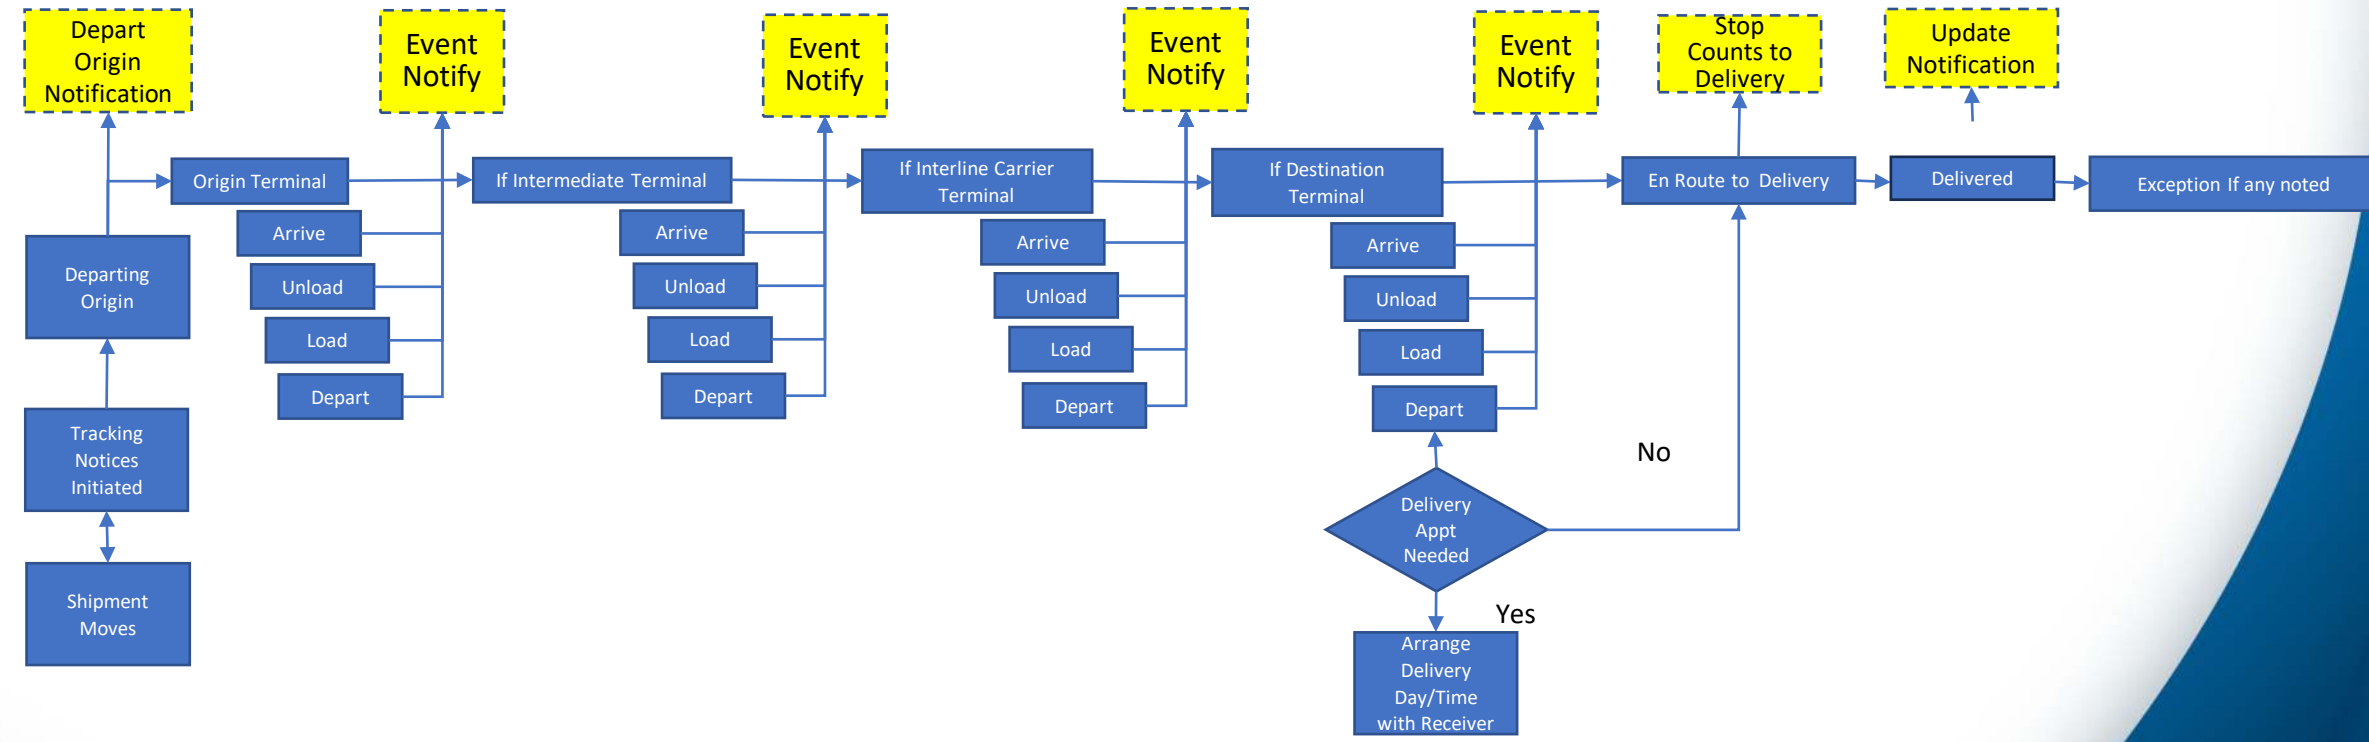 Depart
Origin
Notification
Event
Notify
Event
Notify
Event
Notify
Event
Notify
Stop
Counts to
Delivery
Update
Notification
Origin Terminal
If Intermediate Terminal
If Interline Carrier
Terminal
If Destination
Terminal
En Route to Delivery
Delivered
Exception If any noted
Arrive
Unload
Load
Depart
Arrive
Unload
Load
Depart
Arrive
Unload
Load
Depart
Arrive
Unload
Load
Depart
Departing
Origin
Tracking
Notices
Initiated
Shipment
Moves
Delivery
Appt
Needed
No
Yes
Arrange
Delivery
Day/Time
with Receiver